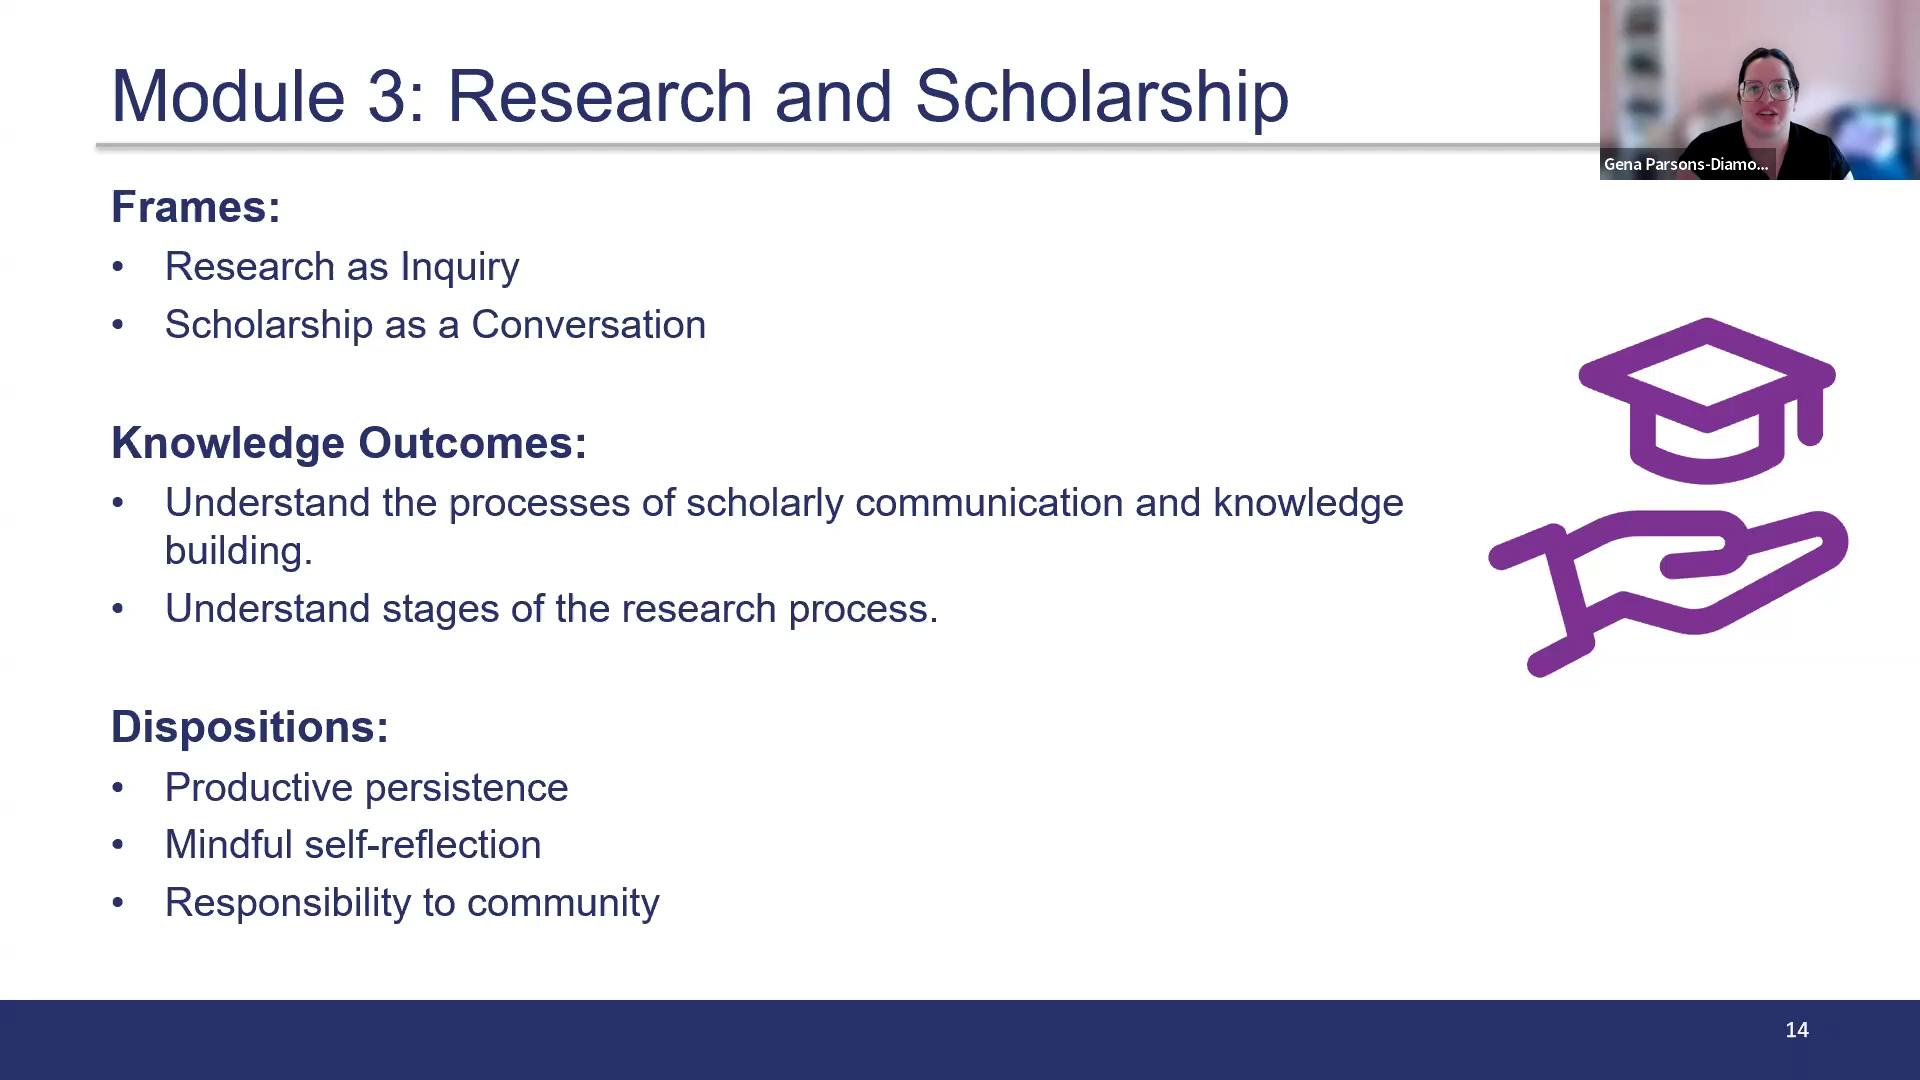 Module 3: Research and Scholarship
Gena Parsons-Diamo...
Frames:
• Research as Inquiry
• Scholarship as a Conversation
Knowledge Outcomes:
• Understand the processes of scholarly communication and knowledge
building.
• Understand stages of the research process.
Dispositions:
• Productive persistence
• Mindful self-reflection
• Responsibility to community
14